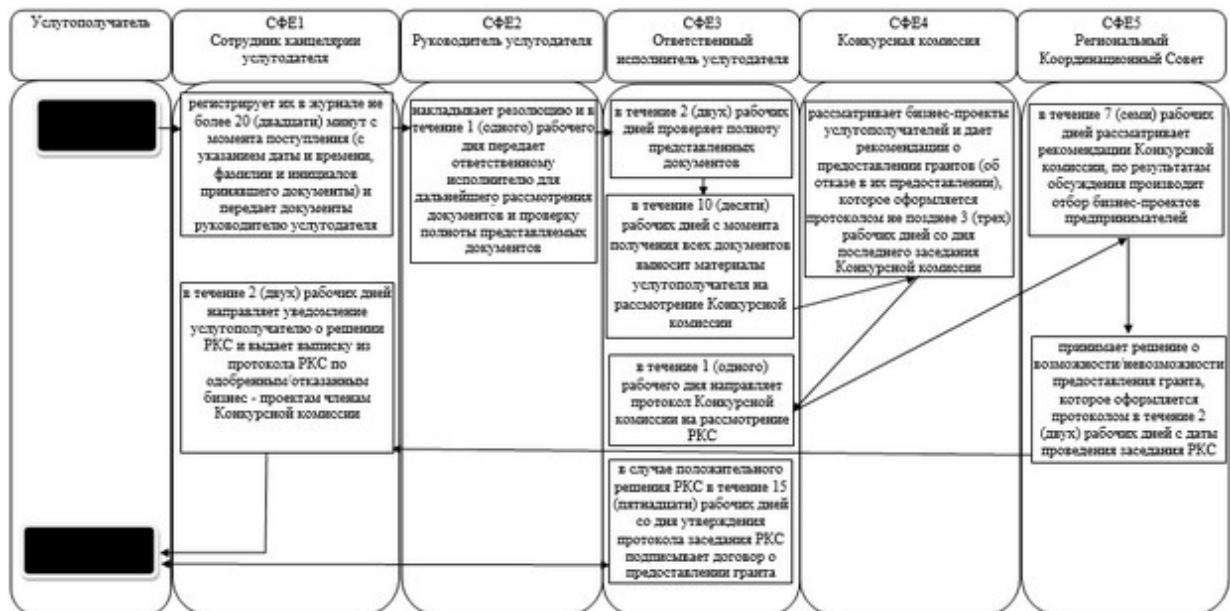 Услугополучатель
СФЕ1
Сотрудник канцелярии
услугодателя
СФЕ2
Руководитель услугодателя
СФЕ3
Ответственный
исполнитель услугодателя
СФЕ4
Конкурсная комиссия
СФЕ5
Региональный
Координационный Совет
регистрирует их в журнале не
более 20 (двадцати) минут с
момента поступления (с
указанием даты и времени,
фамилии и инициалов
принявшего документы) и
передает документы
руководителю услугодателя
накладывает резолюцию и в
течение 1 (одного) рабочего
дня передает
ответственному
исполнителю для
дальнейшего рассмотрения
документов и проверку
полноты представляемых
документов
в течение 2 (двух) рабочих
дней проверяет полноту
представленных
документов
рассматривает бизнес-проекты
услугополучателей и дает
рекомендации о
предоставлении грантов (об
отказе в их предоставлении),
которое оформляется
протоколом не позднее 3 (трех)
рабочих дней со дня
последнего заседания
Конкурсной комиссии
в течение 7 (семи) рабочих
дней рассматривает
рекомендации Конкурсной
комиссии, по результатам
обсуждения производит
отбор бизнес-проектов
предпринимателей
в течение 10 (десяти)
рабочих дней с момента
получения всех документов
выносит материалы
услугополучателя на
рассмотрение Конкурсной
комиссии
в течение 2 (двух) рабочих дней
направляет уведомление
услугополучателю о решении
РКС и выдает выписку из
протокола РКС по
одобренным/отказанным
бизнес - проектам членам
Конкурсной комиссии
в течение 1 (одного)
рабочего дня направляет
протокол Конкурсной
комиссии на рассмотрение
РКС
принимает решение о
возможности/невозможности
предоставления гранта,
которое оформляется
протоколом в течение 2
(двух) рабочих дней с даты
проведения заседания РКС
в случае положительного
решения РКС в течение 15
(пятнадцати) рабочих дней
со дня утверждения
протокола заседания РКС
подписывает договор о
предоставлении гранта